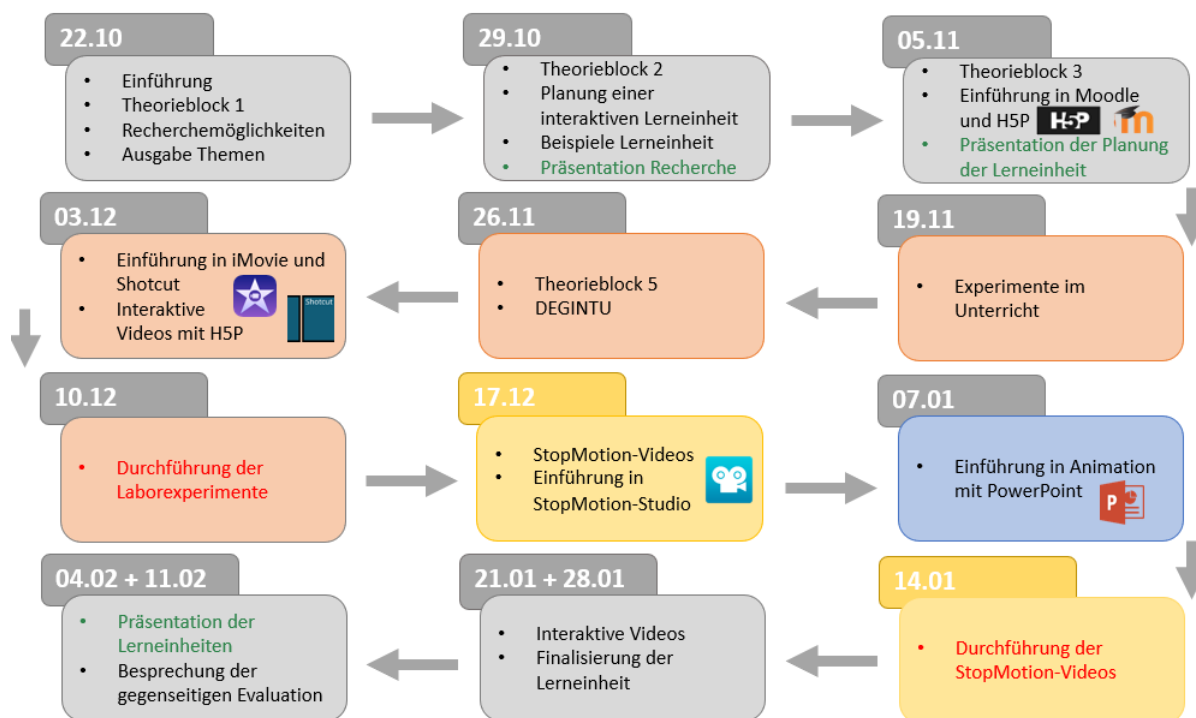 22.10
Einführung
Theorieblock 1
Recherchemöglichkeiten
Ausgabe Themen
29.10
Theorieblock 2
Planung einer
interaktiven Lerneinheit
Beispiele Lerneinheit
Präsentation Recherche
05.11
Theorieblock 3
Einführung in Moodle
und H5P
H5P
m
Präsentation der Planung
der Lerneinheit
19.11
Experimente im
Unterricht
26.11
Theorieblock 5
DEGINTU
03.12
Einführung in iMovie und
Shotcut
Interaktive
Videos mit H5P
Shotcut
10.12
Durchführung der
Laborexperimente
17.12
StopMotion-Videos
Einführung in
StopMotion-Studio
07.01
Einführung in Animation
mit PowerPoint
P
14.01
Durchführung der
StopMotion-Videos
21.01 + 28.01
Interaktive Videos
Finalisierung der
Lerneinheit
04.02 + 11.02
Präsentation der
Lerneinheiten
Besprechung der
gegenseitigen Evaluation